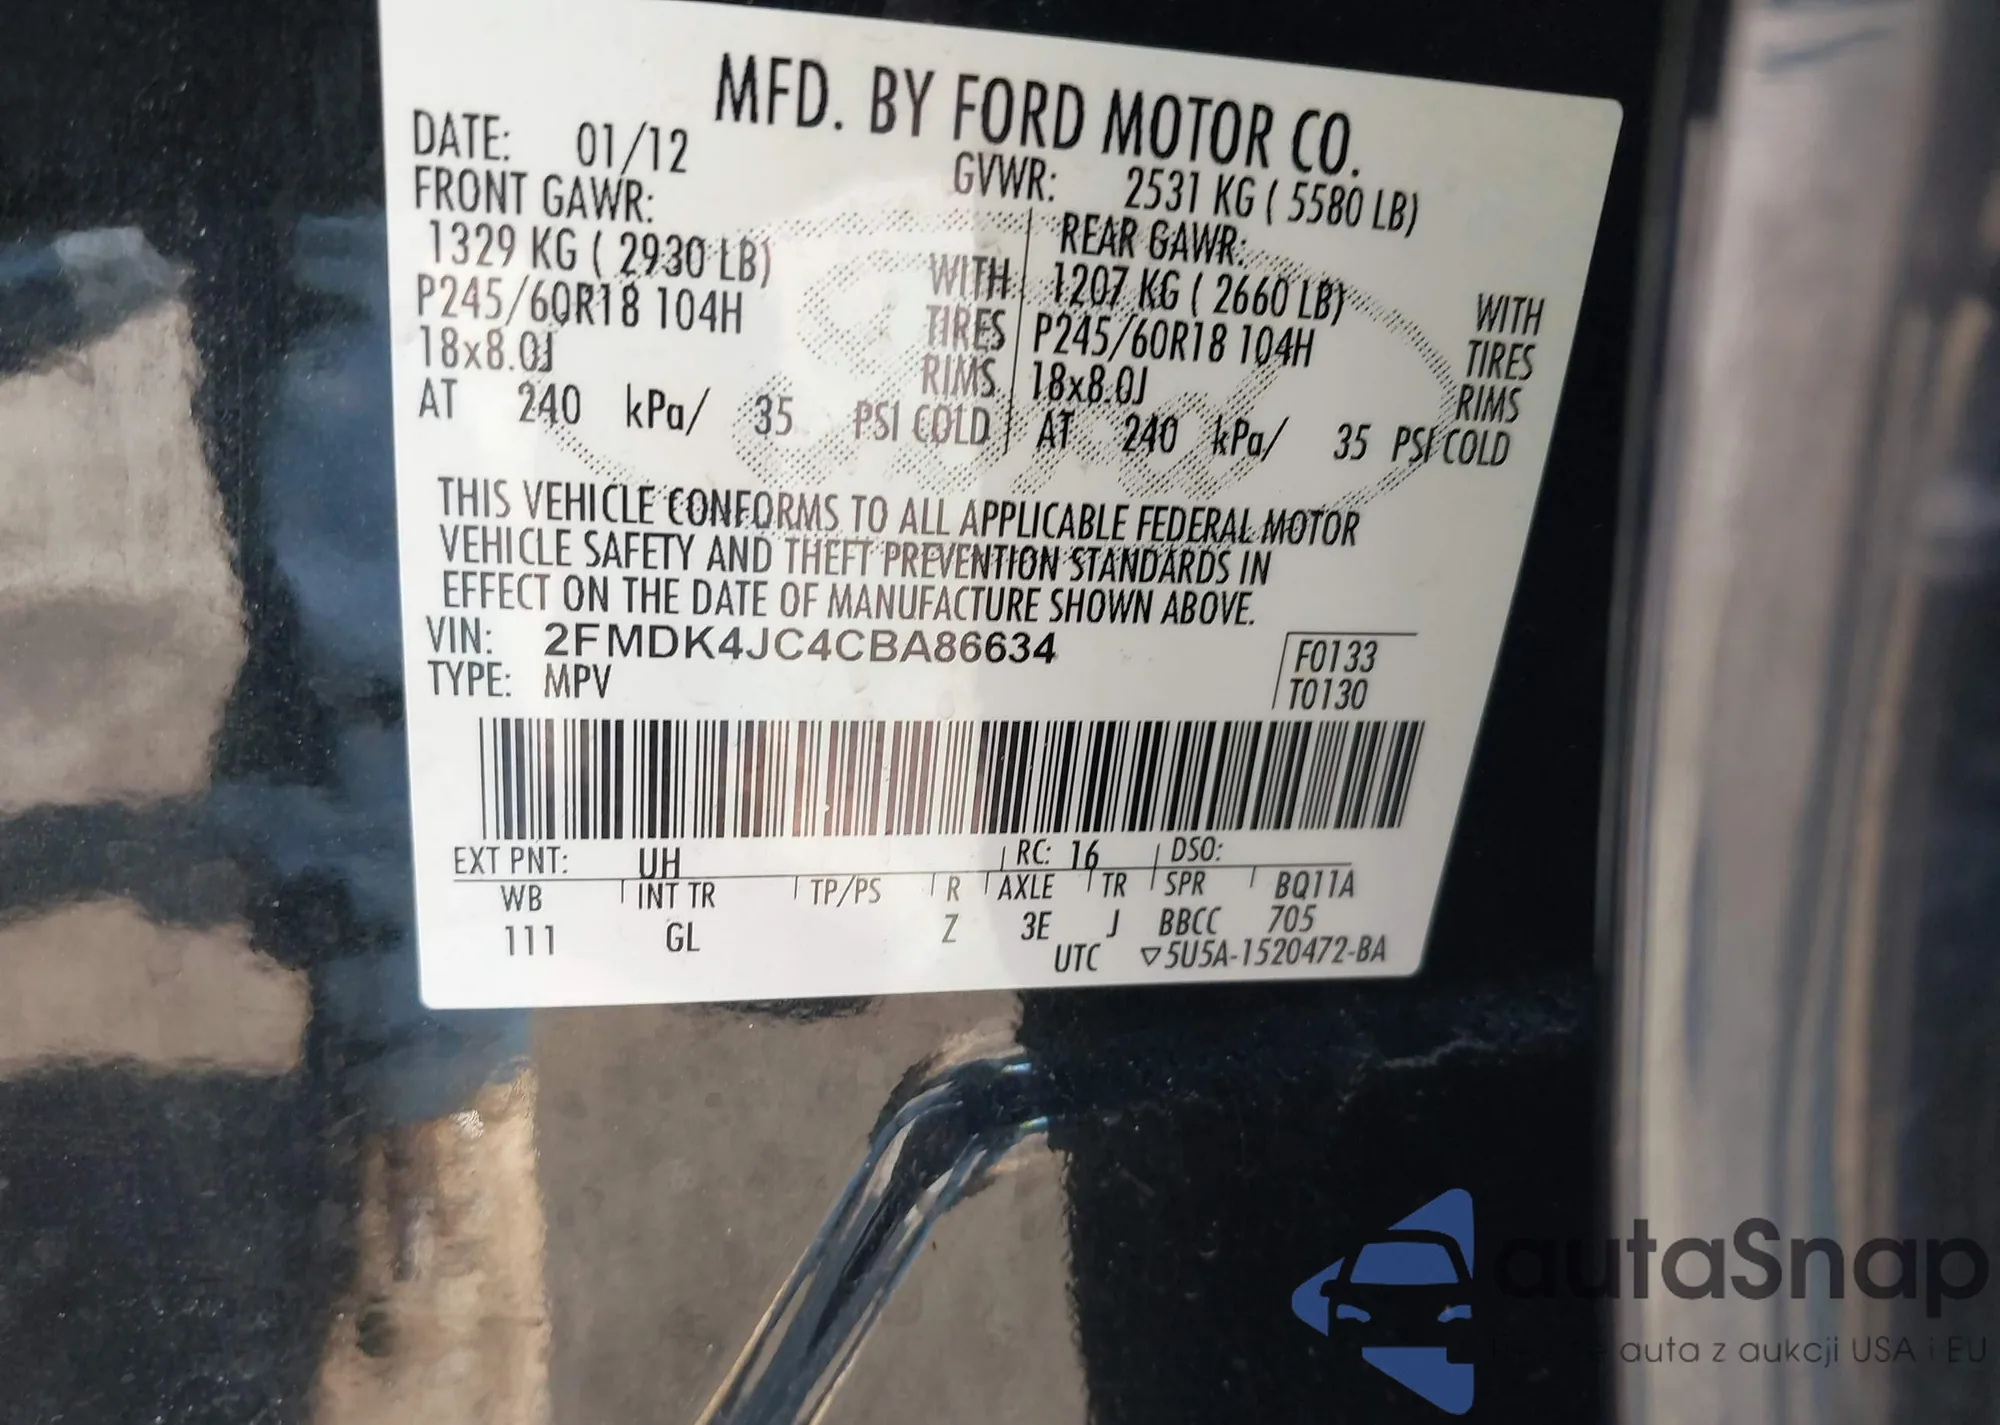 MFD. BY FORD MOTOR CO.
DATE: 01/12
GVWR: 2531 KG ( 5580 LB)
FRONT GAWR:
1329 KG ( 2930 LB) WITH
P245/60R18 104H TIRES
18x8.0J RIMS
AT 240 kPa/ 35 PSI COLD
REAR GAWR:
1207 KG ( 2660 LB) WITH
P245/60R18 104H TIRES
18x8.0J RIMS
AT 240 kPa/ 35 PSI COLD
THIS VEHICLE CONFORMS TO ALL APPLICABLE FEDERAL MOTOR
VEHICLE SAFETY AND THEFT PREVENTION STANDARDS IN
EFFECT ON THE DATE OF MANUFACTURE SHOWN ABOVE.
VIN: 2FMDK4JC4CBA86634
TYPE: MPV
F0133
T0130
EXT PNT: UH RC: 16 DSO:
WB INT TR TP/PS R AXLE TR SPR BQ11A
111 GL Z 3E J BBCC 705
UTC ▽5U5A-1520472-BA
autaSnap
auta z aukcji USA i EU